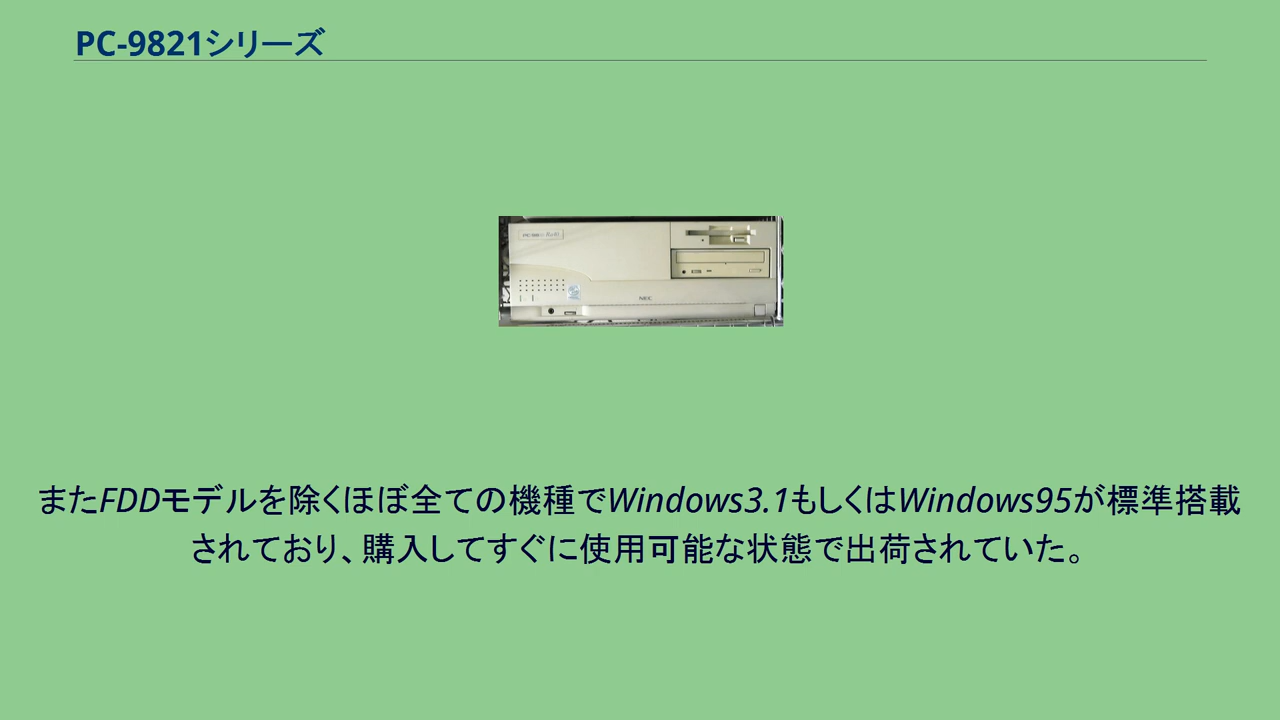 PC-9821シリーズ
NEC
またFDDモデルを除くほぼ全ての機種でWindows3.1もしくはWindows95が標準搭載
されており、購入してすぐに使用可能な状態で出荷されていた。